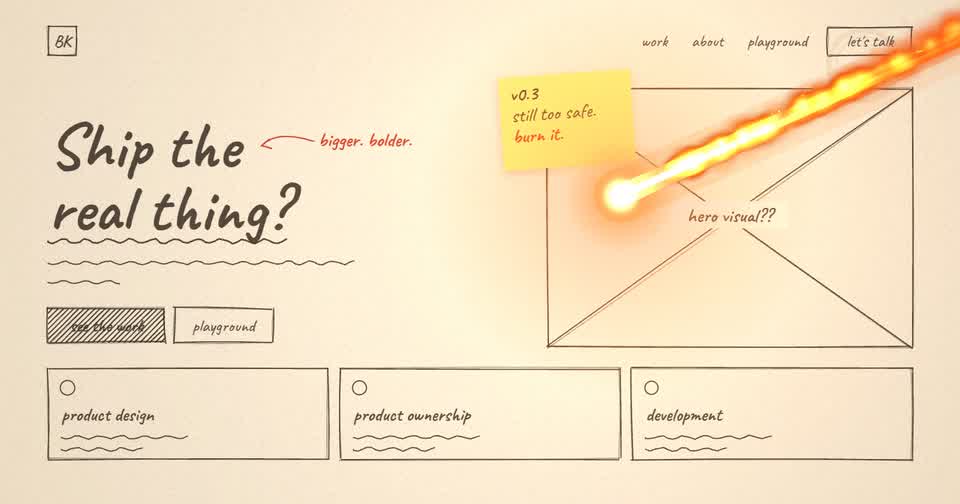 BK
work about playground let's talk
v0.3
still too safe.
burn it.
Ship the
real thing?
bigger. bolder.
hero visual??
see the work
playground
product design
product ownership
development